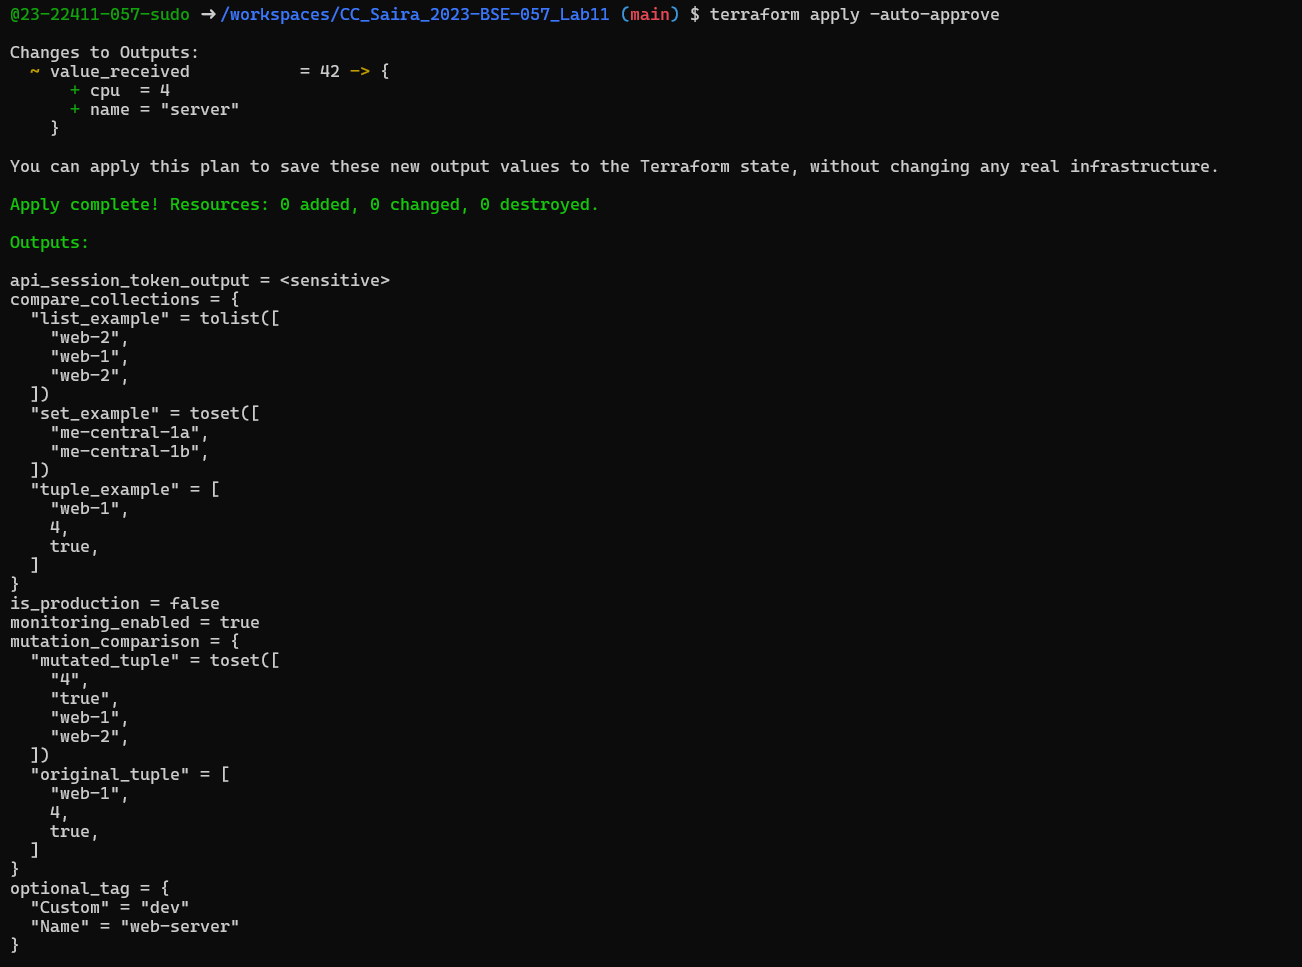 @23-22411-057-sudo → /workspaces/CC_Saira_2023-BSE-057_Lab11 (main) $ terraform apply -auto-approve
Changes to Outputs:
  ~ value_received           = 42 -> {
      + cpu  = 4
      + name = "server"
    }
You can apply this plan to save these new output values to the Terraform state, without changing any real infrastructure.
Apply complete! Resources: 0 added, 0 changed, 0 destroyed.
Outputs:
api_session_token_output = <sensitive>
compare_collections = {
  "list_example" = tolist([
    "web-2",
    "web-1",
    "web-2",
  ])
  "set_example" = toset([
    "me-central-1a",
    "me-central-1b",
  ])
  "tuple_example" = [
    "web-1",
    4,
    true,
  ]
}
is_production = false
monitoring_enabled = true
mutation_comparison = {
  "mutated_tuple" = toset([
    "4",
    "true",
    "web-1",
    "web-2",
  ])
  "original_tuple" = [
    "web-1",
    4,
    true,
  ]
}
optional_tag = {
  "Custom" = "dev"
  "Name" = "web-server"
}